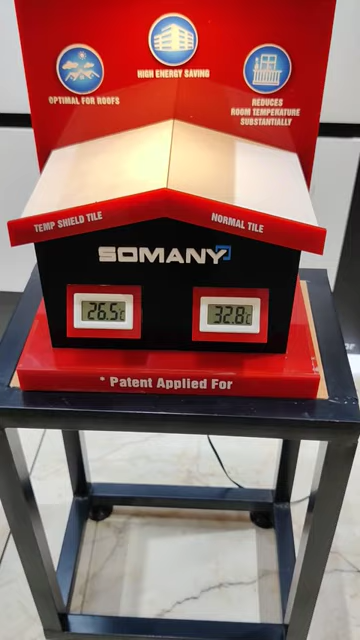 HIGH ENERGY SAVING
OPTIMAL FOR ROOFS
REDUCES
ROOM TEMPERATURE
SUBSTANTIALLY
TEMP SHIELD TILE
NORMAL TILE
SOMANY
26.5c
32.8c
* Patent Applied For